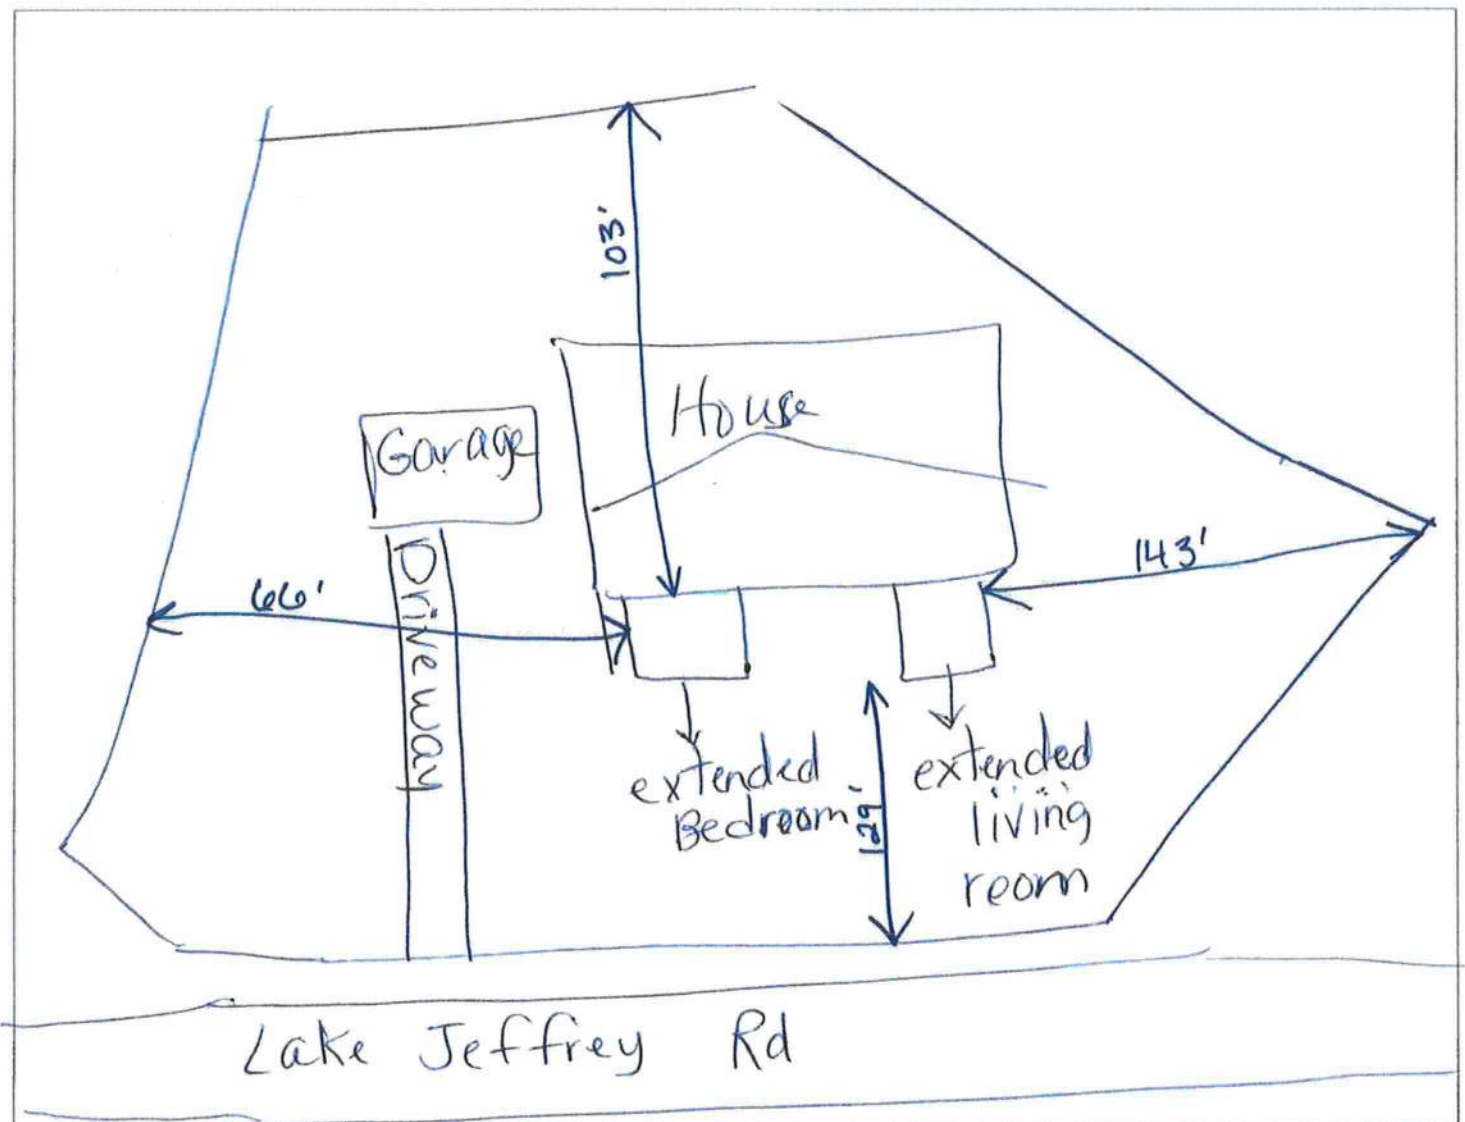 103'
House
Garage
143'
66'
Driveway
extended
Bedroom
129'
extended
living
room
Lake Jeffrey Rd